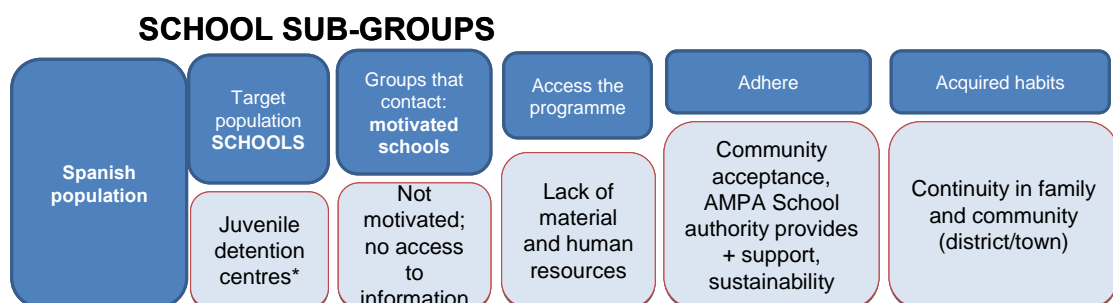 SCHOOL SUB-GROUPS
Spanish
population
Target
population
SCHOOLS
Juvenile
detention
centres*
Groups that
contact:
motivated
schools
Not
motivated;
no access
to
information
Access the
programme
Lack of
material
and human
resources
Adhere
Community
acceptance,
AMPA School
authority provides
+ support,
sustainability
Acquired habits
Continuity in family
and community
(district/town)